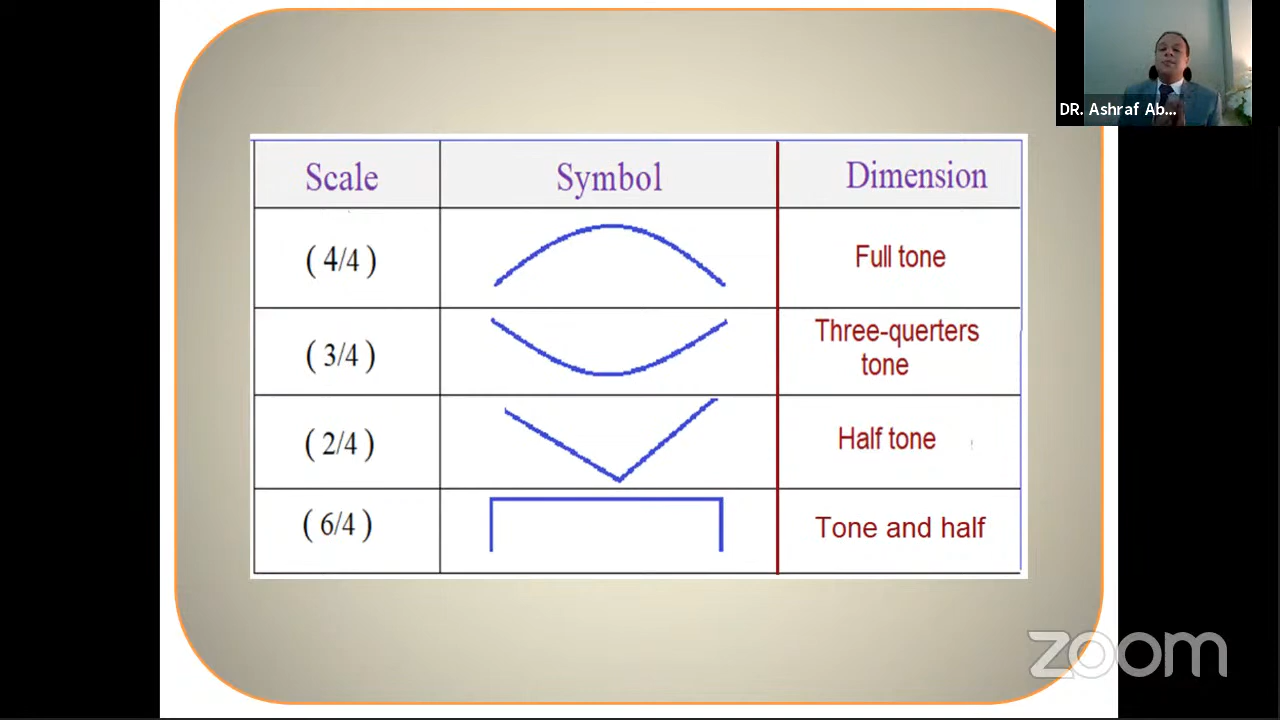 DR. Ashraf Ab...
Scale Symbol Dimension
( 4/4 ) Full tone
( 3/4 ) Three-querters
tone
( 2/4 ) Half tone
( 6/4 ) Tone and half
zoom